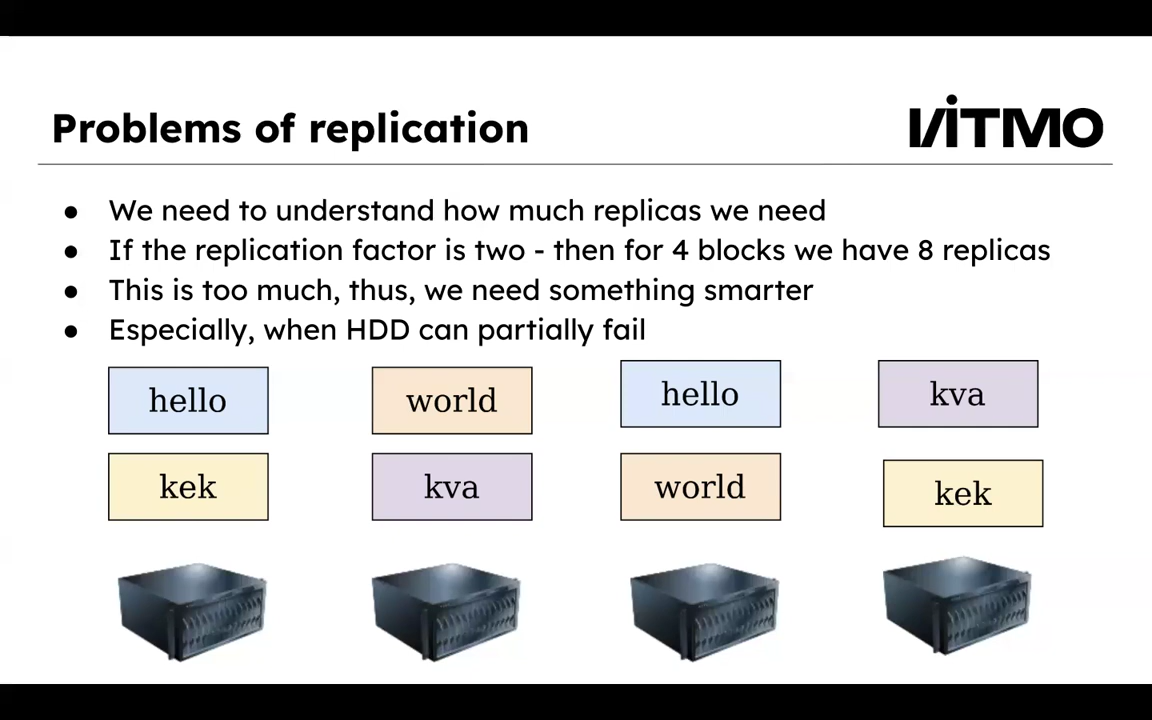 Problems of replication
ITMO
● We need to understand how much replicas we need
● If the replication factor is two - then for 4 blocks we have 8 replicas
● This is too much, thus, we need something smarter
● Especially, when HDD can partially fail
hello
world
hello
kva
kek
kva
world
kek